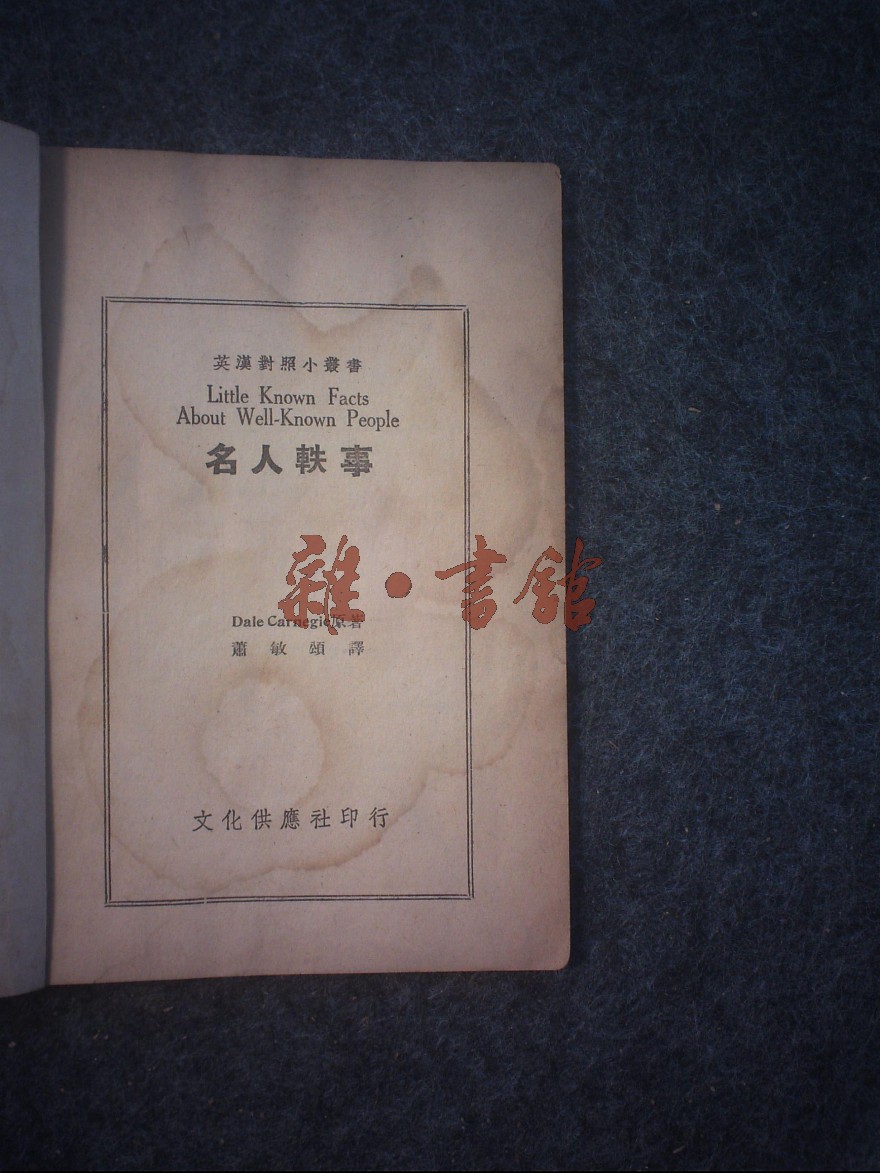 英漢對照小叢書
Little Known Facts
About Well-Known People
名人軼事
雜·書館
Dale Carnegie原著
蕭敏頌譯
文化供應社印行